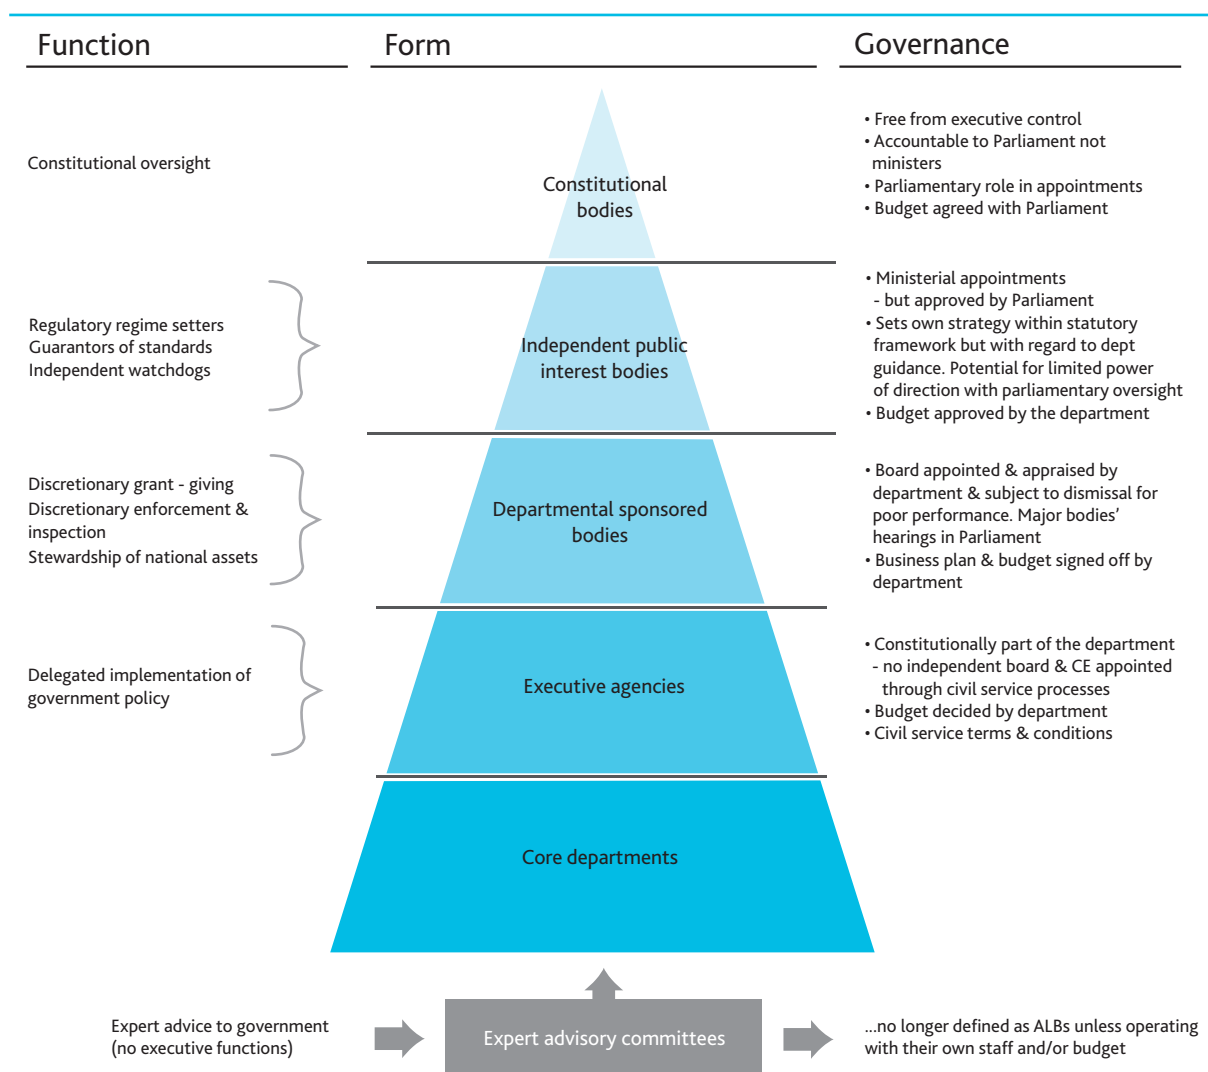 Function
Form
Governance
Constitutional oversight
Constitutional
bodies
• Free from executive control
• Accountable to Parliament not
ministers
• Parliamentary role in appointments
• Budget agreed with Parliament
Regulatory regime setters
Guarantors of standards
Independent watchdogs
Independent public
interest bodies
• Ministerial appointments
- but approved by Parliament
• Sets own strategy within statutory
framework but with regard to dept
guidance. Potential for limited power
of direction with parliamentary oversight
• Budget approved by the department
Discretionary grant - giving
Discretionary enforcement &
inspection
Stewardship of national assets
Departmental sponsored
bodies
• Board appointed & appraised by
department & subject to dismissal for
poor performance. Major bodies’
hearings in Parliament
• Business plan & budget signed off by
department
Delegated implementation of
government policy
Executive agencies
• Constitutionally part of the department
- no independent board & CE appointed
through civil service processes
• Budget decided by department
• Civil service terms & conditions
Core departments
Expert advice to government
(no executive functions)
Expert advisory committees
...no longer defined as ALBs unless operating
with their own staff and/or budget